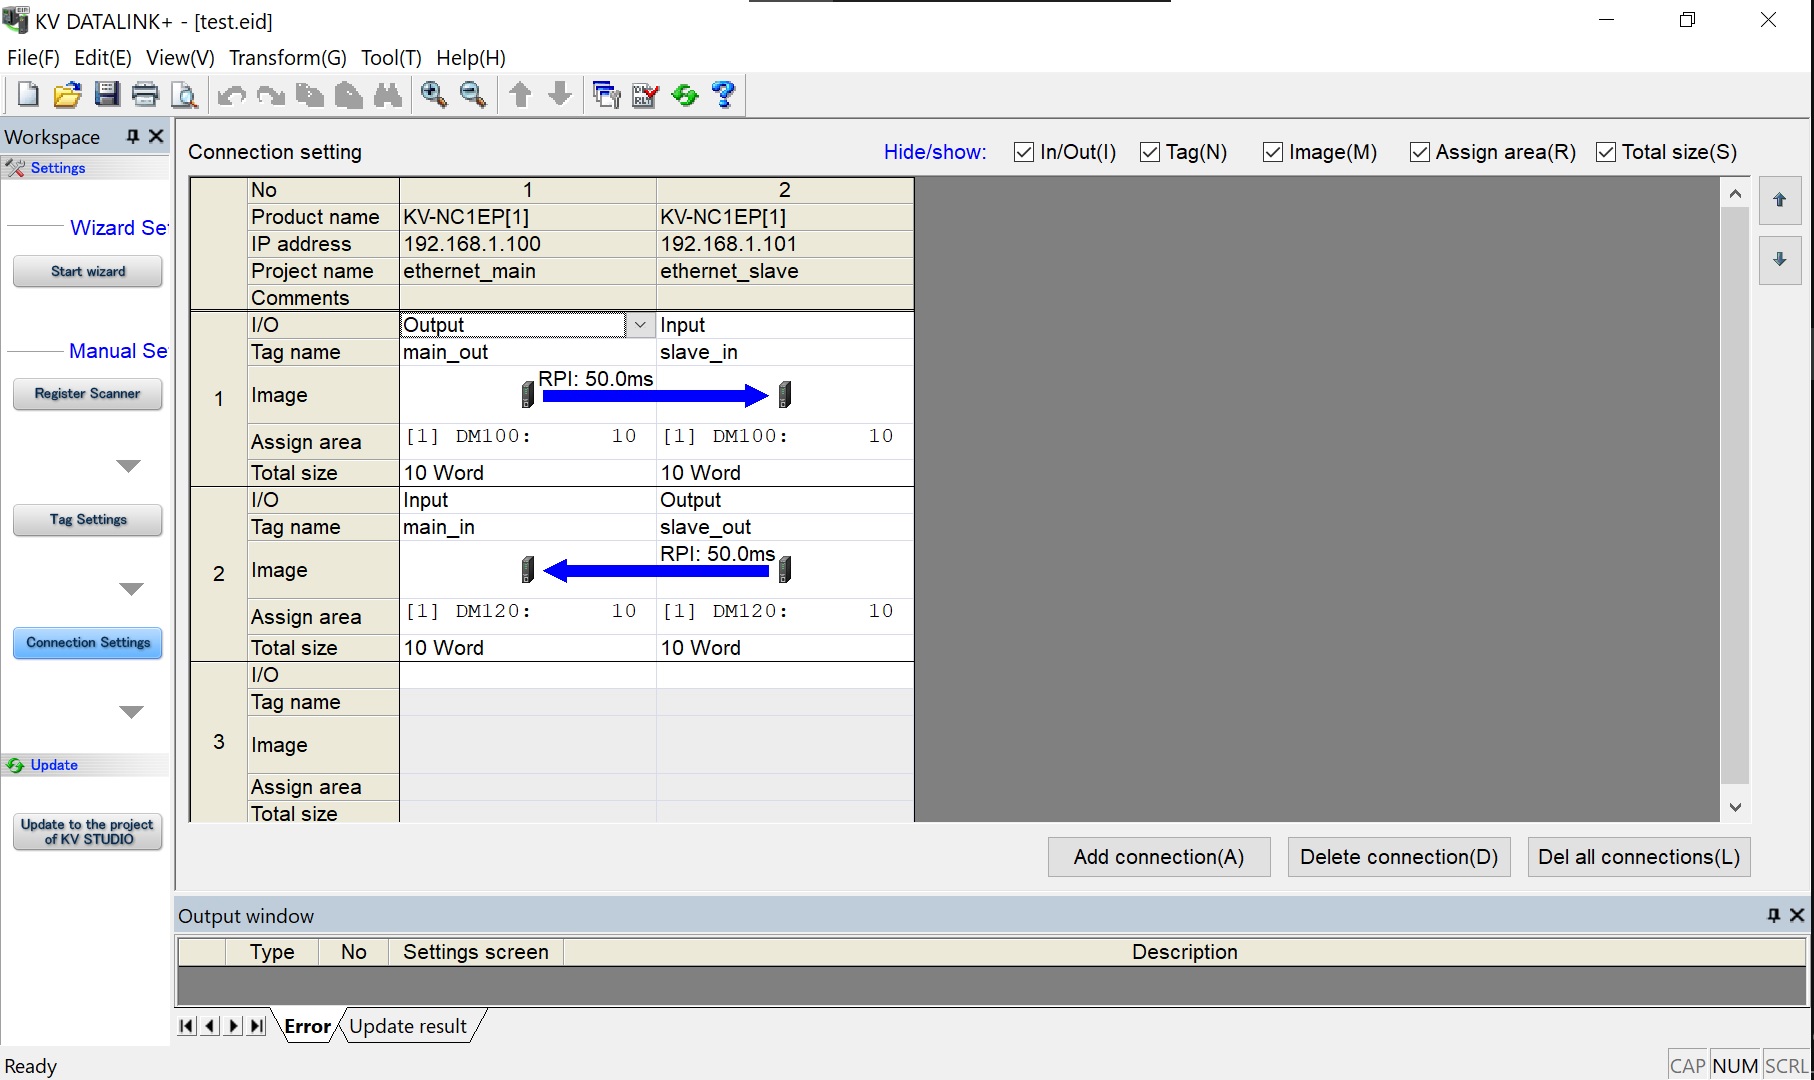 KV DATALINK+ - [test.eid]
File(F) Edit(E) View(V) Transform(G) Tool(T) Help(H)
Workspace
Settings
Wizard Se
Start wizard
Manual Se
Register Scanner
Tag Settings
Connection Settings
Update
Update to the project
of KV STUDIO
Connection setting
Hide/show: In/Out(I) Tag(N) Image(M) Assign area(R) Total size(S)
No 1 2
Product name KV-NC1EP[1] KV-NC1EP[1]
IP address 192.168.1.100 192.168.1.101
Project name ethernet_main ethernet_slave
Comments
1
I/O Output Input
Tag name main_out slave_in
Image RPI: 50.0ms
Assign area [1] DM100: 10 [1] DM100: 10
Total size 10 Word 10 Word
2
I/O Input Output
Tag name main_in slave_out
Image RPI: 50.0ms
Assign area [1] DM120: 10 [1] DM120: 10
Total size 10 Word 10 Word
3
I/O
Tag name
Image
Assign area
Total size
Add connection(A) Delete connection(D) Del all connections(L)
Output window
Type No Settings screen Description
Error Update result
Ready
CAP NUM SCRL